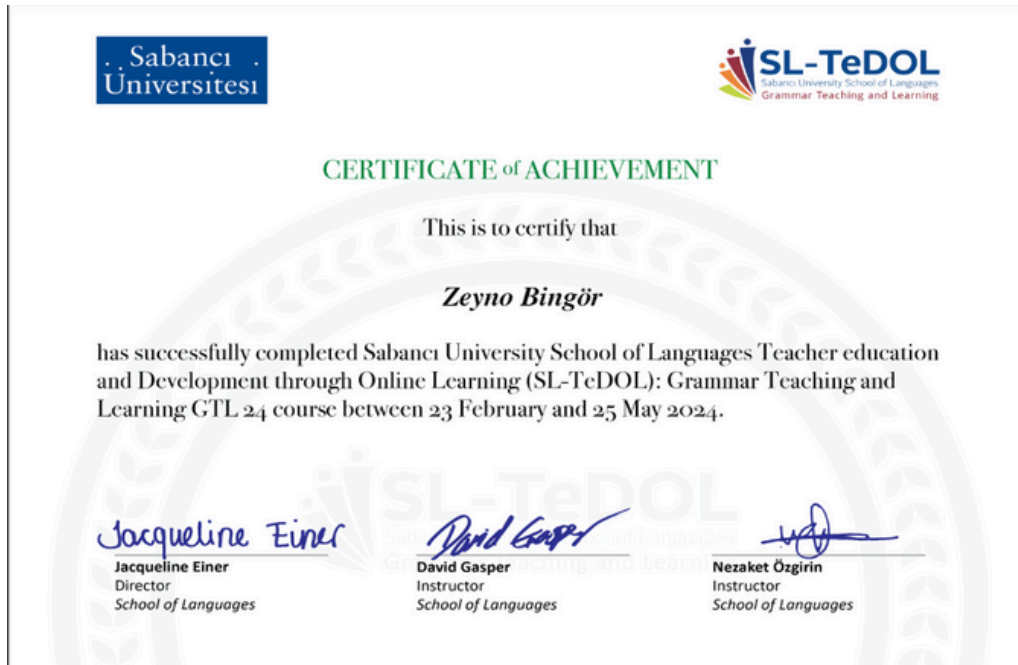 . Sabancı .
Üniversitesi
SL-TeDOL
Sabancı University School of Languages
Grammar Teaching and Learning
CERTIFICATE of ACHIEVEMENT
This is to certify that
Zeyno Bingör
has successfully completed Sabancı University School of Languages Teacher education
and Development through Online Learning (SL-TeDOL): Grammar Teaching and
Learning GTL 24 course between 23 February and 25 May 2024.
SL-TeDOL
Jacqueline Einer
David Gasper
Jacqueline Einer
Director
School of Languages
David Gasper
Instructor
School of Languages
Nezaket Özgirin
Instructor
School of Languages